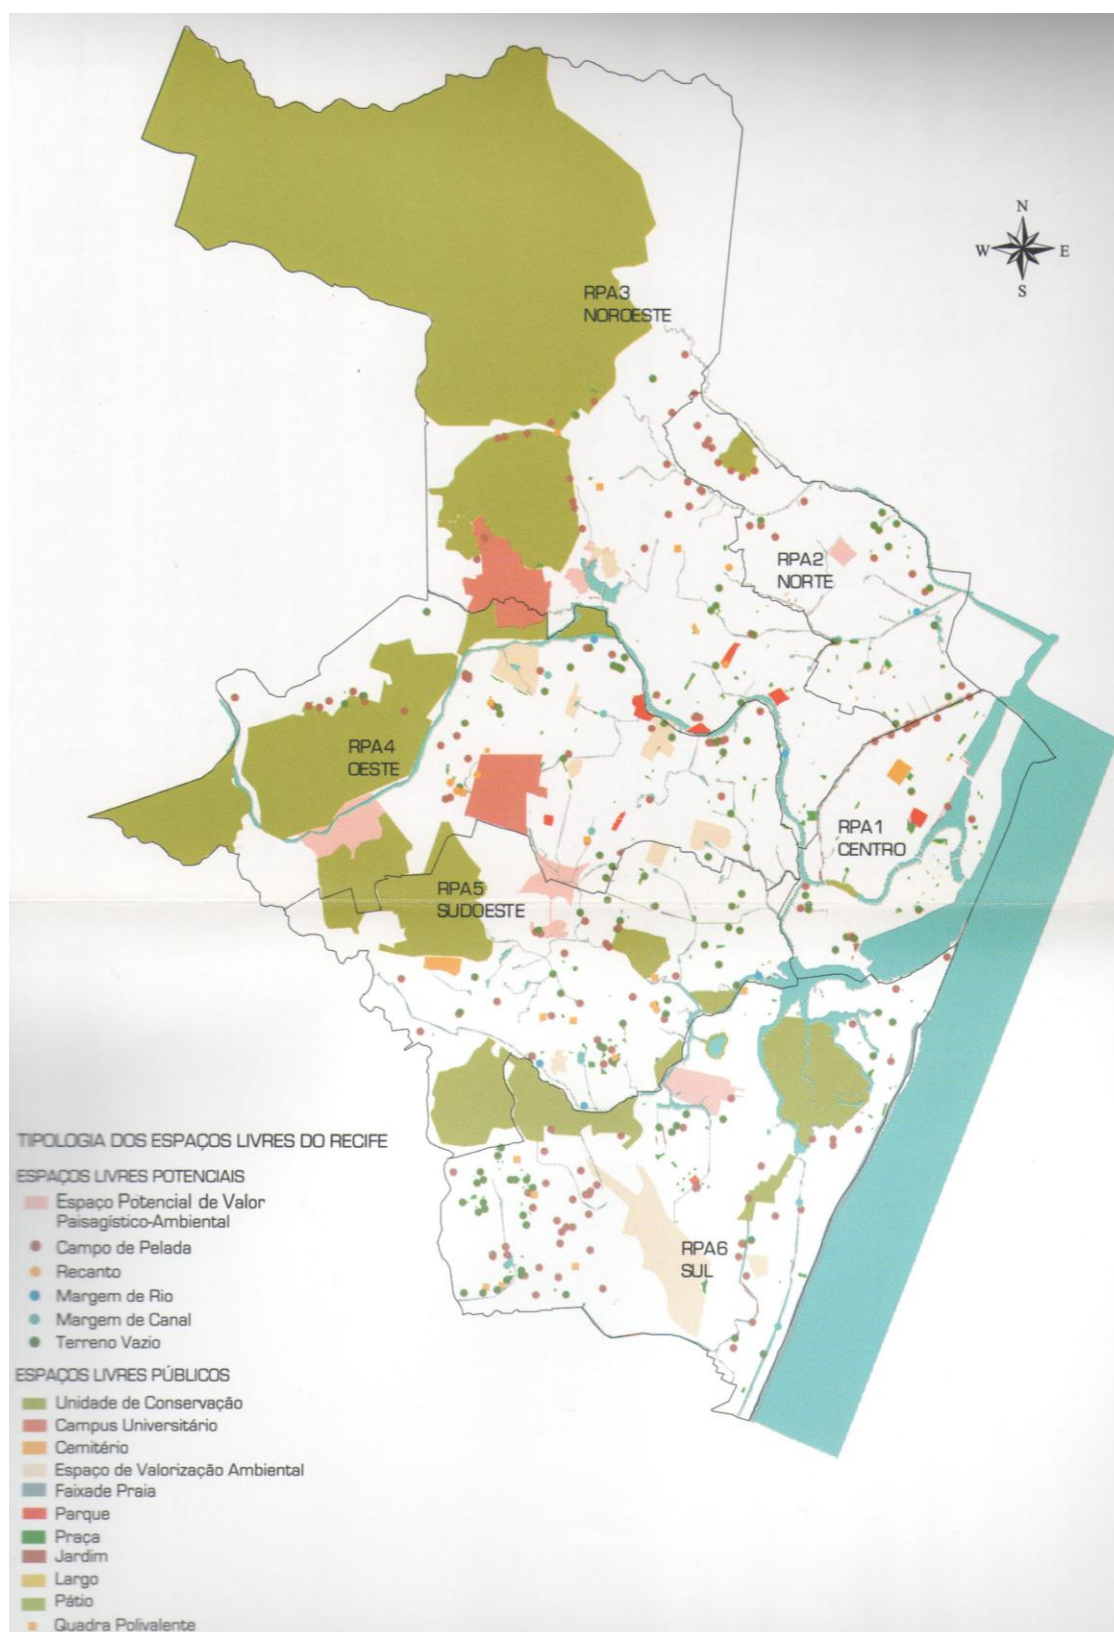 N
W
E
S
RPA3
NOROESTE
RPA2
NORTE
RPA4
OESTE
RPA1
CENTRO
RPA5
SUDOESTE
RPA6
SUL
TIPOLOGIA DOS ESPAÇOS LIVRES DO RECIFE
ESPAÇOS LIVRES POTENCIAIS
Espaço Potencial de Valor
Paisagístico-Ambiental
Campo de Pelada
Recanto
Margem de Rio
Margem de Canal
Terreno Vazio
ESPAÇOS LIVRES PÚBLICOS
Unidade de Conservação
Campus Universitário
Cemitério
Espaço de Valorização Ambiental
Faixade Praia
Parque
Praça
Jardim
Largo
Pátio
Quadra Polivalente